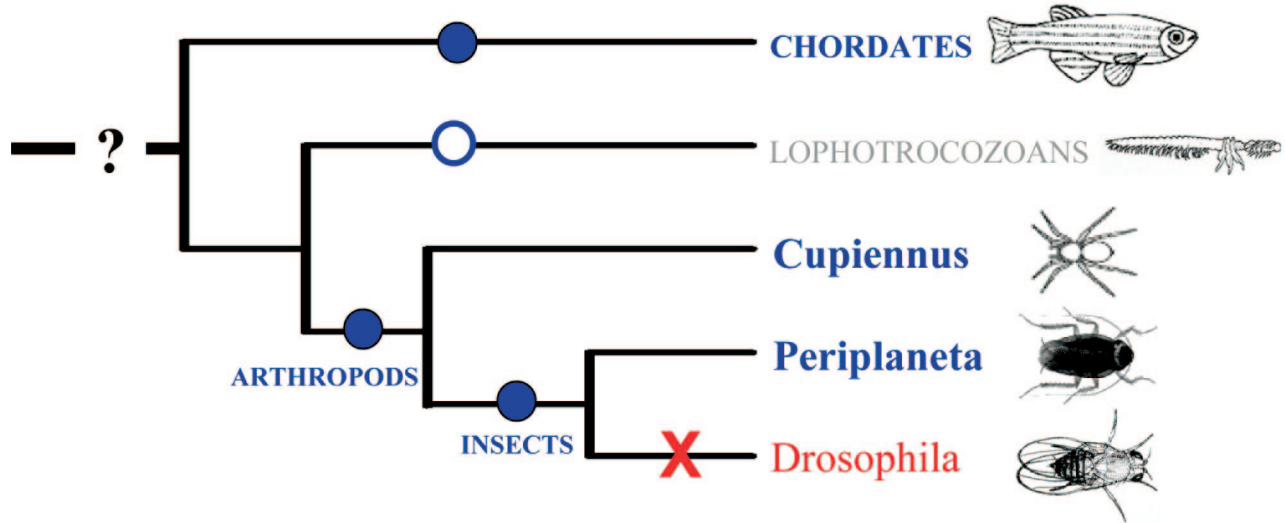 CHORDATES
?
LOPHOTROCOZOANS
Cupiennus
ARTHROPODS
Periplaneta
INSECTS
X
Drosophila